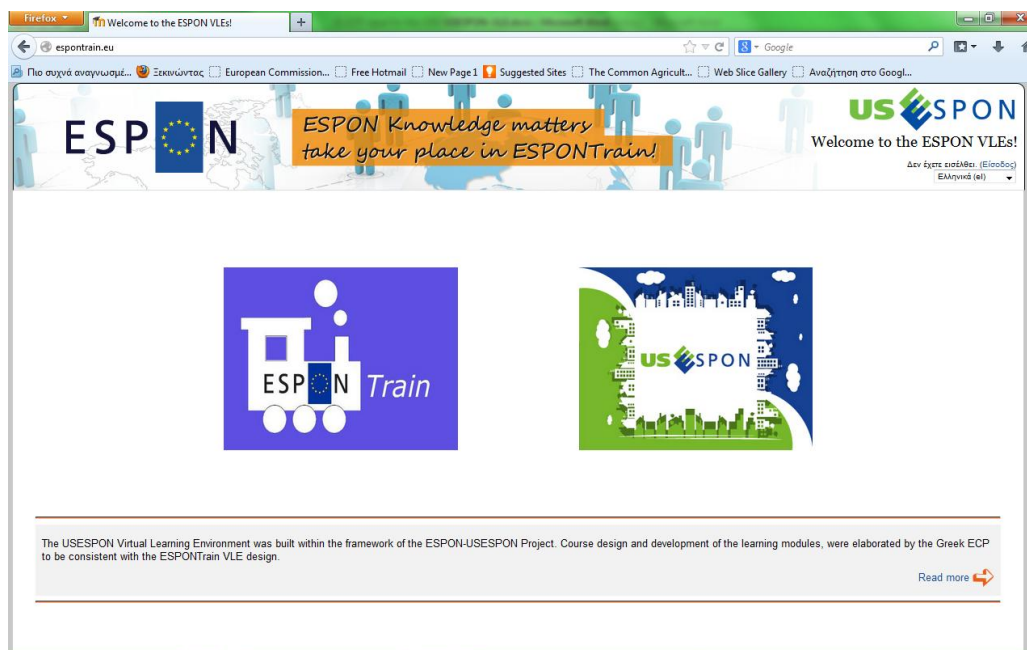 Firefox
Welcome to the ESPON VLEs!
espontrain.eu
Google
Πιο συχνά αναγνωσμέ...
Ξεκινώντας
European Commission...
Free Hotmail
New Page 1
Suggested Sites
The Common Agricult...
Web Slice Gallery
Αναζήτηση στο Googl...
ESPON
ESPON Knowledge matters
take your place in ESPONTrain!
US ESPON
Welcome to the ESPON VLEs!
Δεν έχετε εισέλθει. (Είσοδος)
Ελληνικά (el)
ESPON Train
US ESPON
The USESPON Virtual Learning Environment was built within the framework of the ESPON-USESPON Project. Course design and development of the learning modules, were elaborated by the Greek ECP
to be consistent with the ESPONTrain VLE design.
Read more